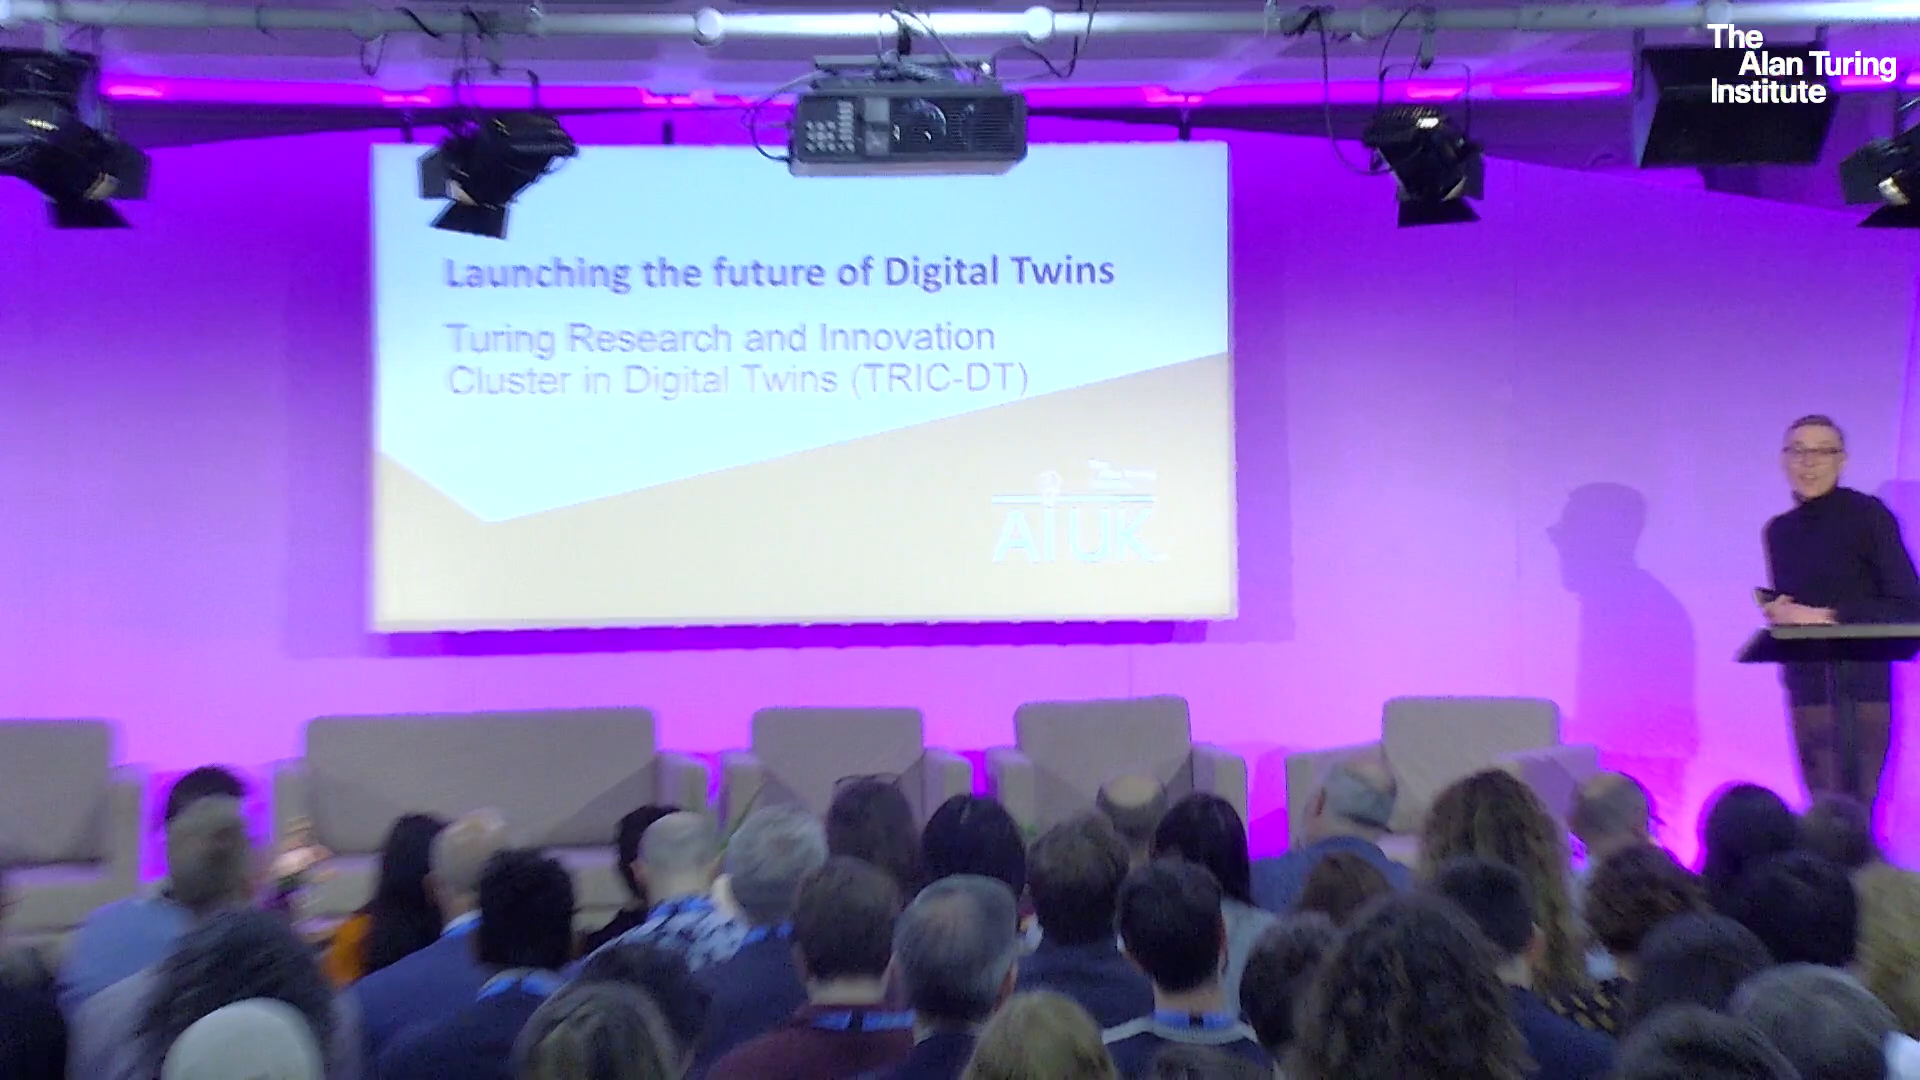 The
Alan Turing
Institute
Launching the future of Digital Twins
Turing Research and Innovation
Cluster in Digital Twins (TRIC-DT)
AI UK